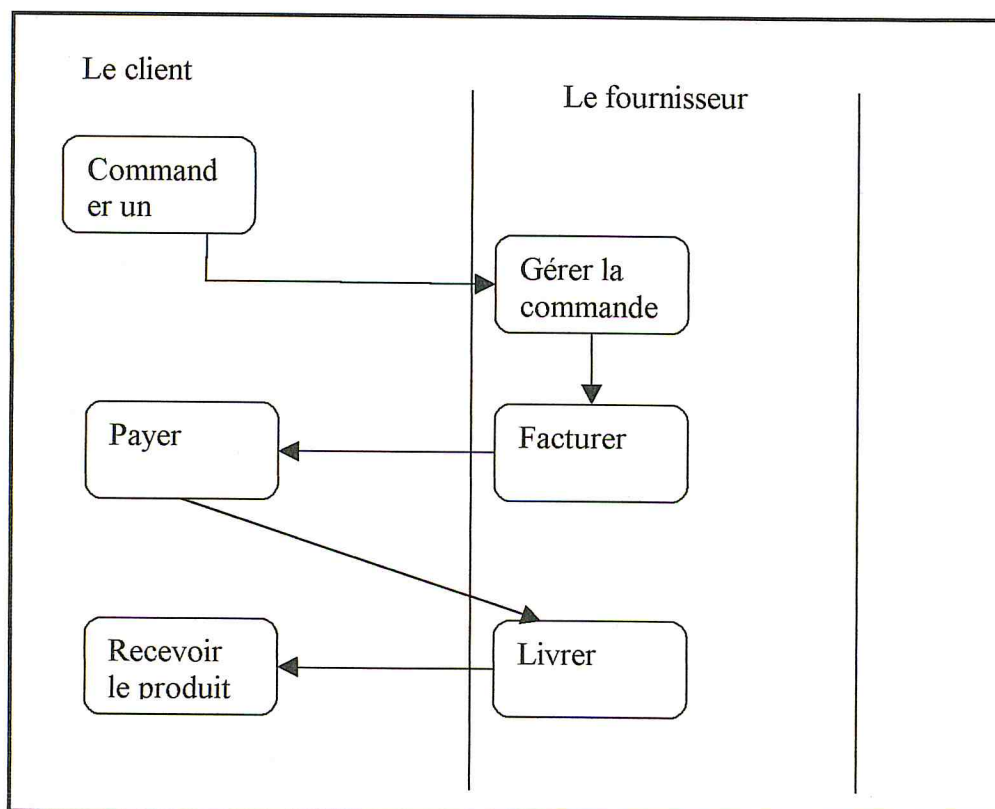 Le client
Le fournisseur
Command
er un
Gérer la
commande
Payer
Facturer
Recevoir
le produit
Livrer